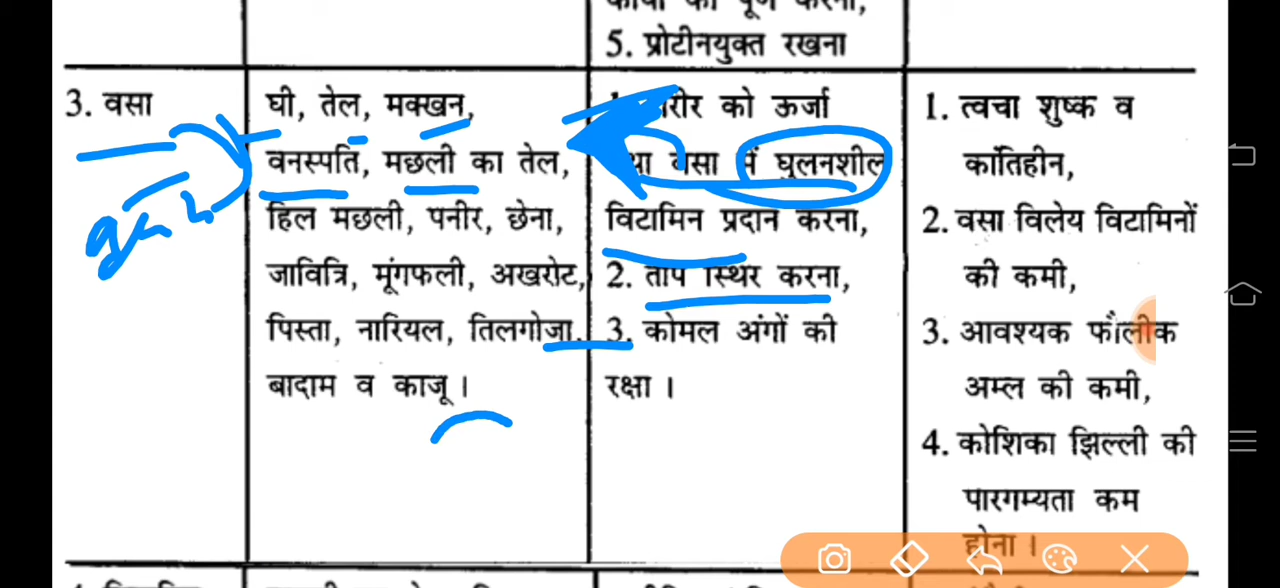 5. प्रोटीनयुक्त रखना
3. वसा
घी, तेल, मक्खन,
वनस्पति, मछली का तेल,
हिल मछली, पनीर, छेना,
जावित्रि, मूंगफली, अखरोट,
पिस्ता, नारियल, तिलगोजा,
बादाम व काजू ।
को ऊर्जा
वसा में घुलनशील
विटामिन प्रदान करना,
2. ताप स्थिर करना,
3. कोमल अंगों की
रक्षा ।
1. त्वचा शुष्क व
कांतिहीन,
2. वसा विलेय विटामिनों
की कमी,
3. आवश्यक फौलीक
अम्ल की कमी,
4. कोशिका झिल्ली की
पारगम्यता कम
होना ।